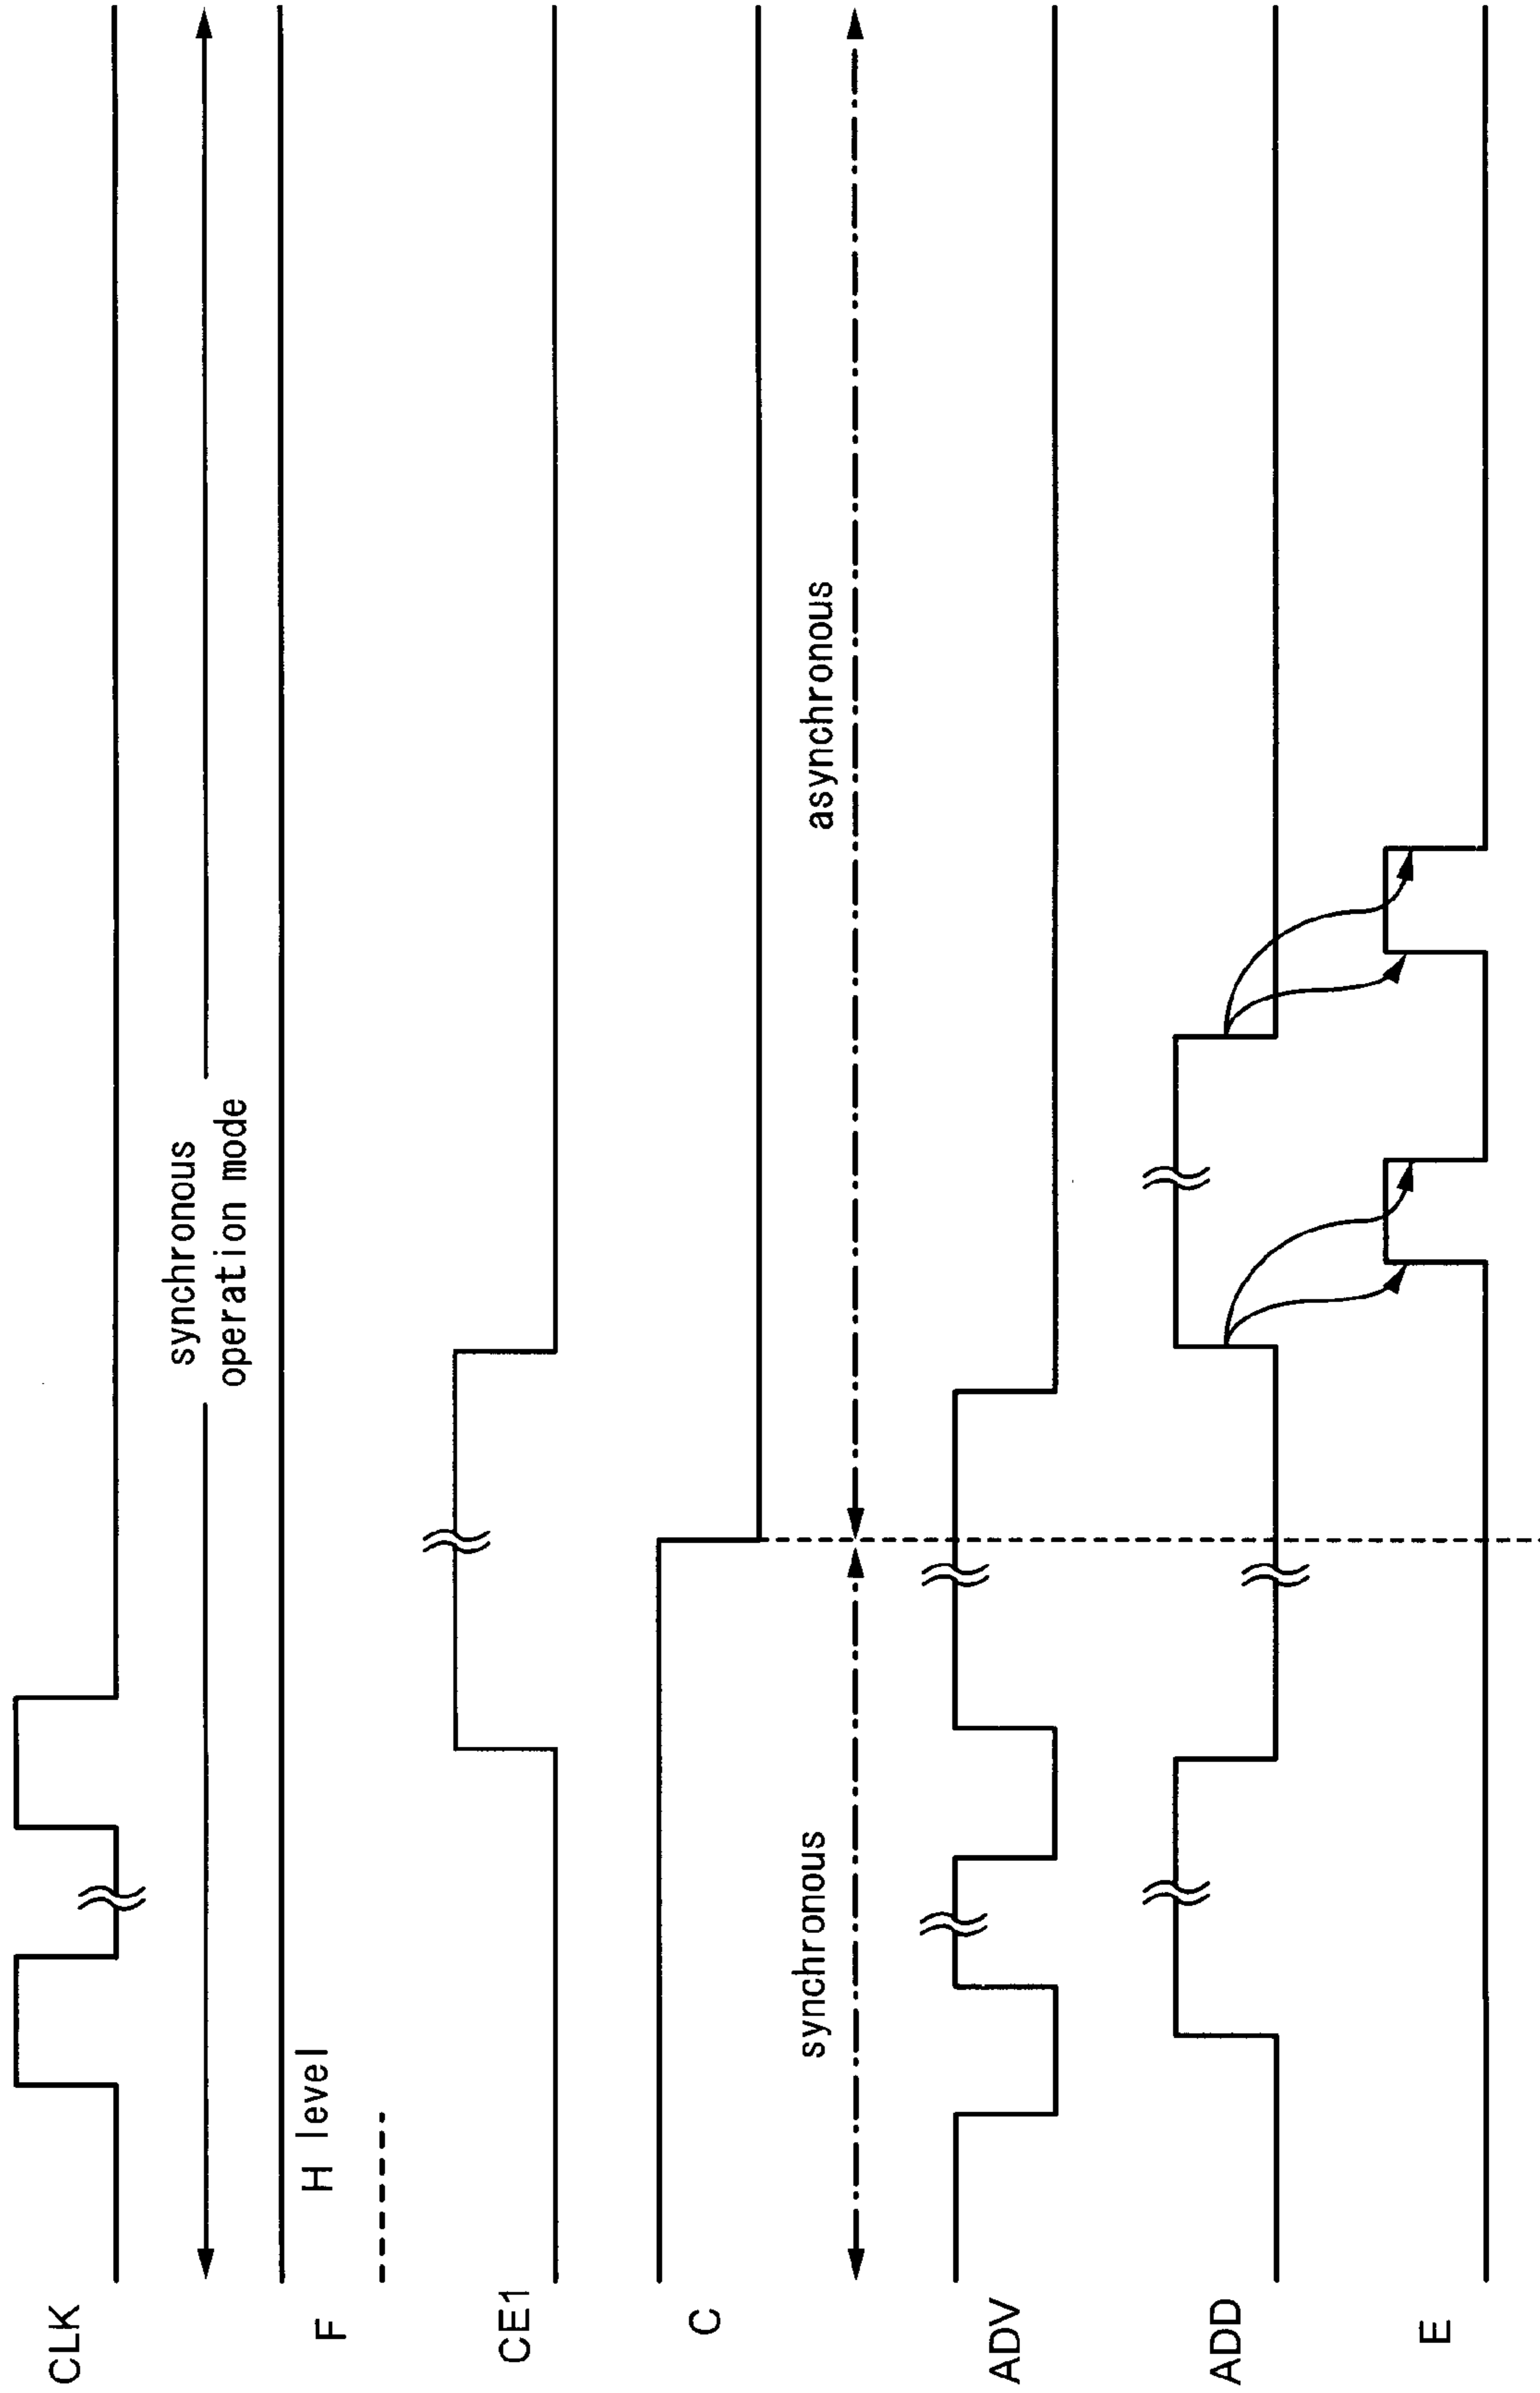 CLK
synchronous
operation mode
F
H level
CE1
C
synchronous
asynchronous
ADV
ADD
E